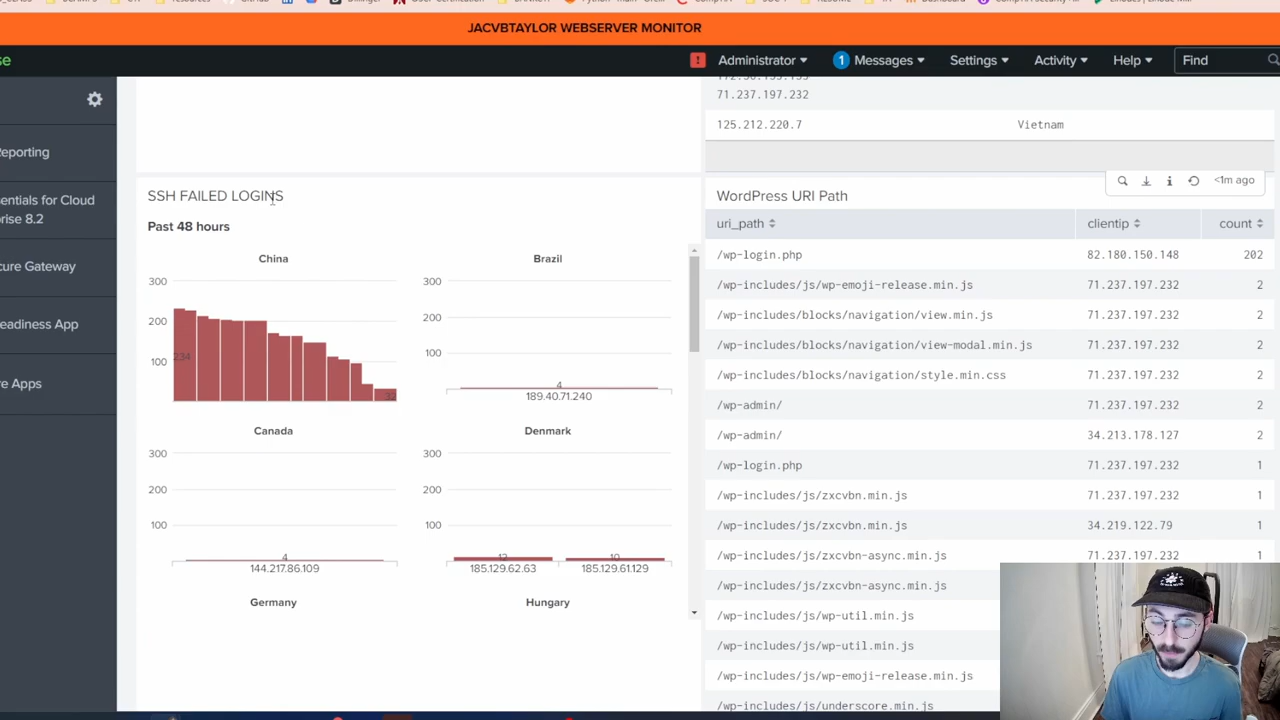 JACVBTAYLOR WEBSERVER MONITOR
se
! Administrator 1 Messages Settings Activity Help Find
Reporting
entials for Cloud
rise 8.2
cure Gateway
eadiness App
re Apps
71.237.197.232
125.212.220.7 Vietnam
SSH FAILED LOGINS
Past 48 hours
China
300
200
100
234
32
Brazil
300
200
100
4
189.40.71.240
Canada
300
200
100
4
144.217.86.109
Denmark
300
200
100
12
10
185.129.62.63 185.129.61.129
Germany
Hungary
WordPress URI Path
<1m ago
uri_path clientip count
/wp-login.php 82.180.150.148 202
/wp-includes/js/wp-emoji-release.min.js 71.237.197.232 2
/wp-includes/blocks/navigation/view.min.js 71.237.197.232 2
/wp-includes/blocks/navigation/view-modal.min.js 71.237.197.232 2
/wp-includes/blocks/navigation/style.min.css 71.237.197.232 2
/wp-admin/ 71.237.197.232 2
/wp-admin/ 34.213.178.127 2
/wp-login.php 71.237.197.232 1
/wp-includes/js/zxcvbn.min.js 71.237.197.232 1
/wp-includes/js/zxcvbn.min.js 34.219.122.79 1
/wp-includes/js/zxcvbn-async.min.js 71.237.197.232 1
/wp-includes/js/zxcvbn-async.min.js
/wp-includes/js/wp-util.min.js
/wp-includes/js/wp-util.min.js
/wp-includes/js/wp-emoji-release.min.js
/wp-includes/js/underscore.min.js